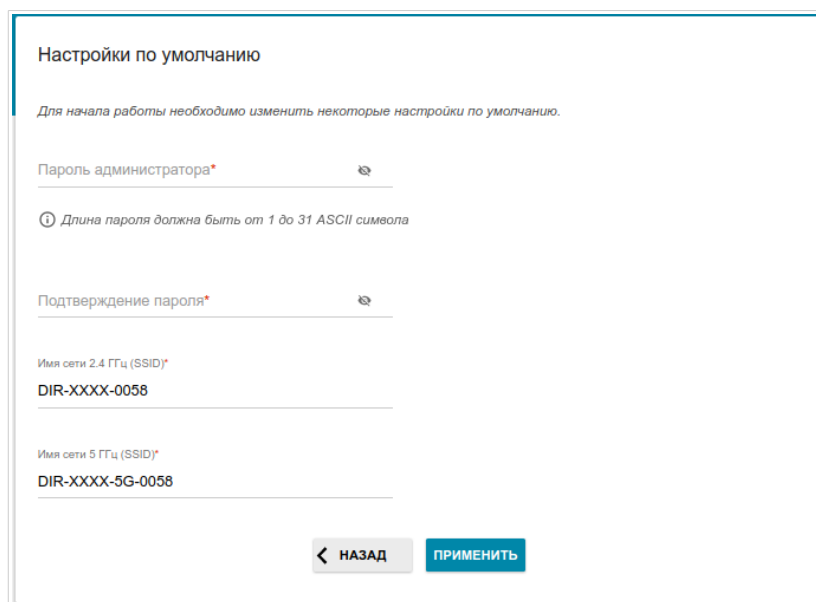 Настройки по умолчанию
Для начала работы необходимо изменить некоторые настройки по умолчанию.
Пароль администратора*
Длина пароля должна быть от 1 до 31 ASCII символа
Подтверждение пароля*
Имя сети 2.4 ГГц (SSID)*
DIR-XXXX-0058
Имя сети 5 ГГц (SSID)*
DIR-XXXX-5G-0058
НАЗАД
ПРИМЕНИТЬ